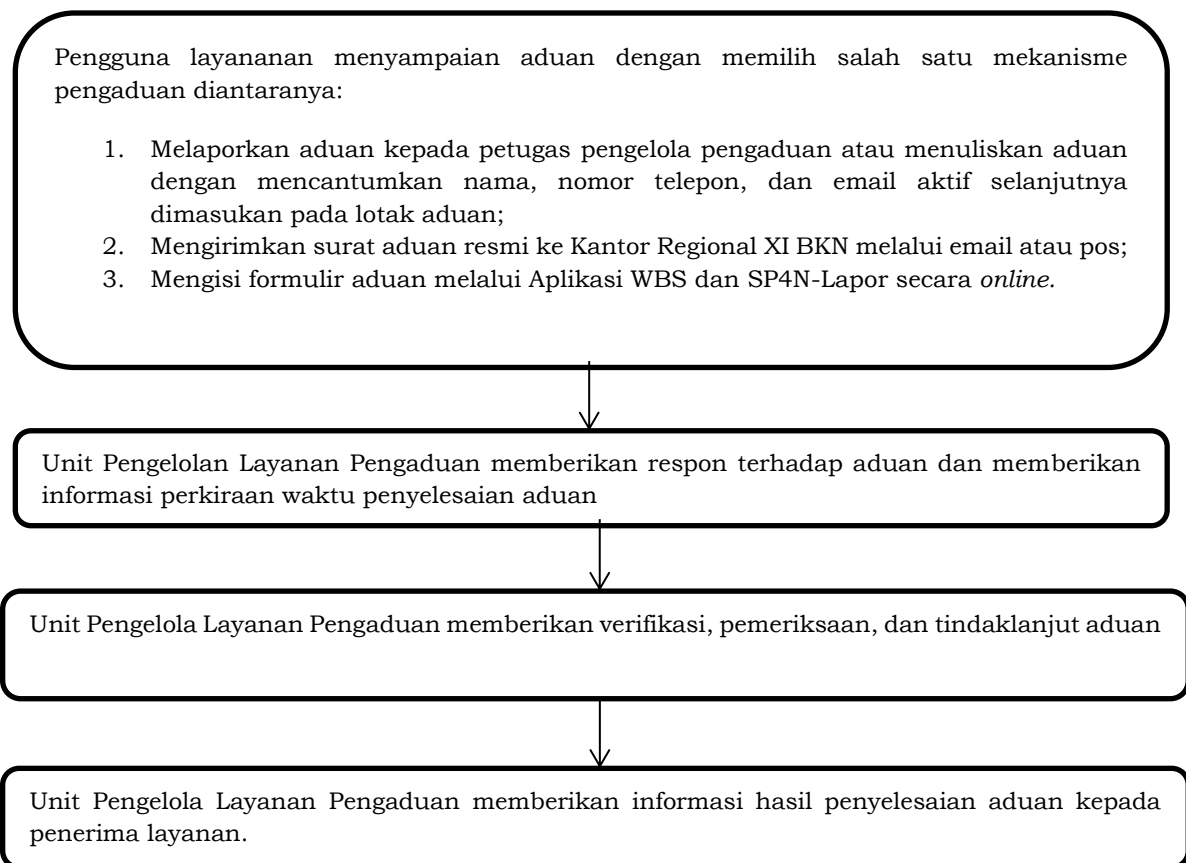 Pengguna layananan menyampaian aduan dengan memilih salah satu mekanisme
pengaduan diantaranya:
1. Melaporkan aduan kepada petugas pengelola pengaduan atau menuliskan aduan
dengan mencantumkan nama, nomor telepon, dan email aktif selanjutnya
dimasukan pada lotak aduan;
2. Mengirimkan surat aduan resmi ke Kantor Regional XI BKN melalui email atau pos;
3. Mengisi formulir aduan melalui Aplikasi WBS dan SP4N-Lapor secara online.
Unit Pengelolan Layanan Pengaduan memberikan respon terhadap aduan dan memberikan
informasi perkiraan waktu penyelesaian aduan
Unit Pengelola Layanan Pengaduan memberikan verifikasi, pemeriksaan, dan tindaklanjut aduan
Unit Pengelola Layanan Pengaduan memberikan informasi hasil penyelesaian aduan kepada
penerima layanan.